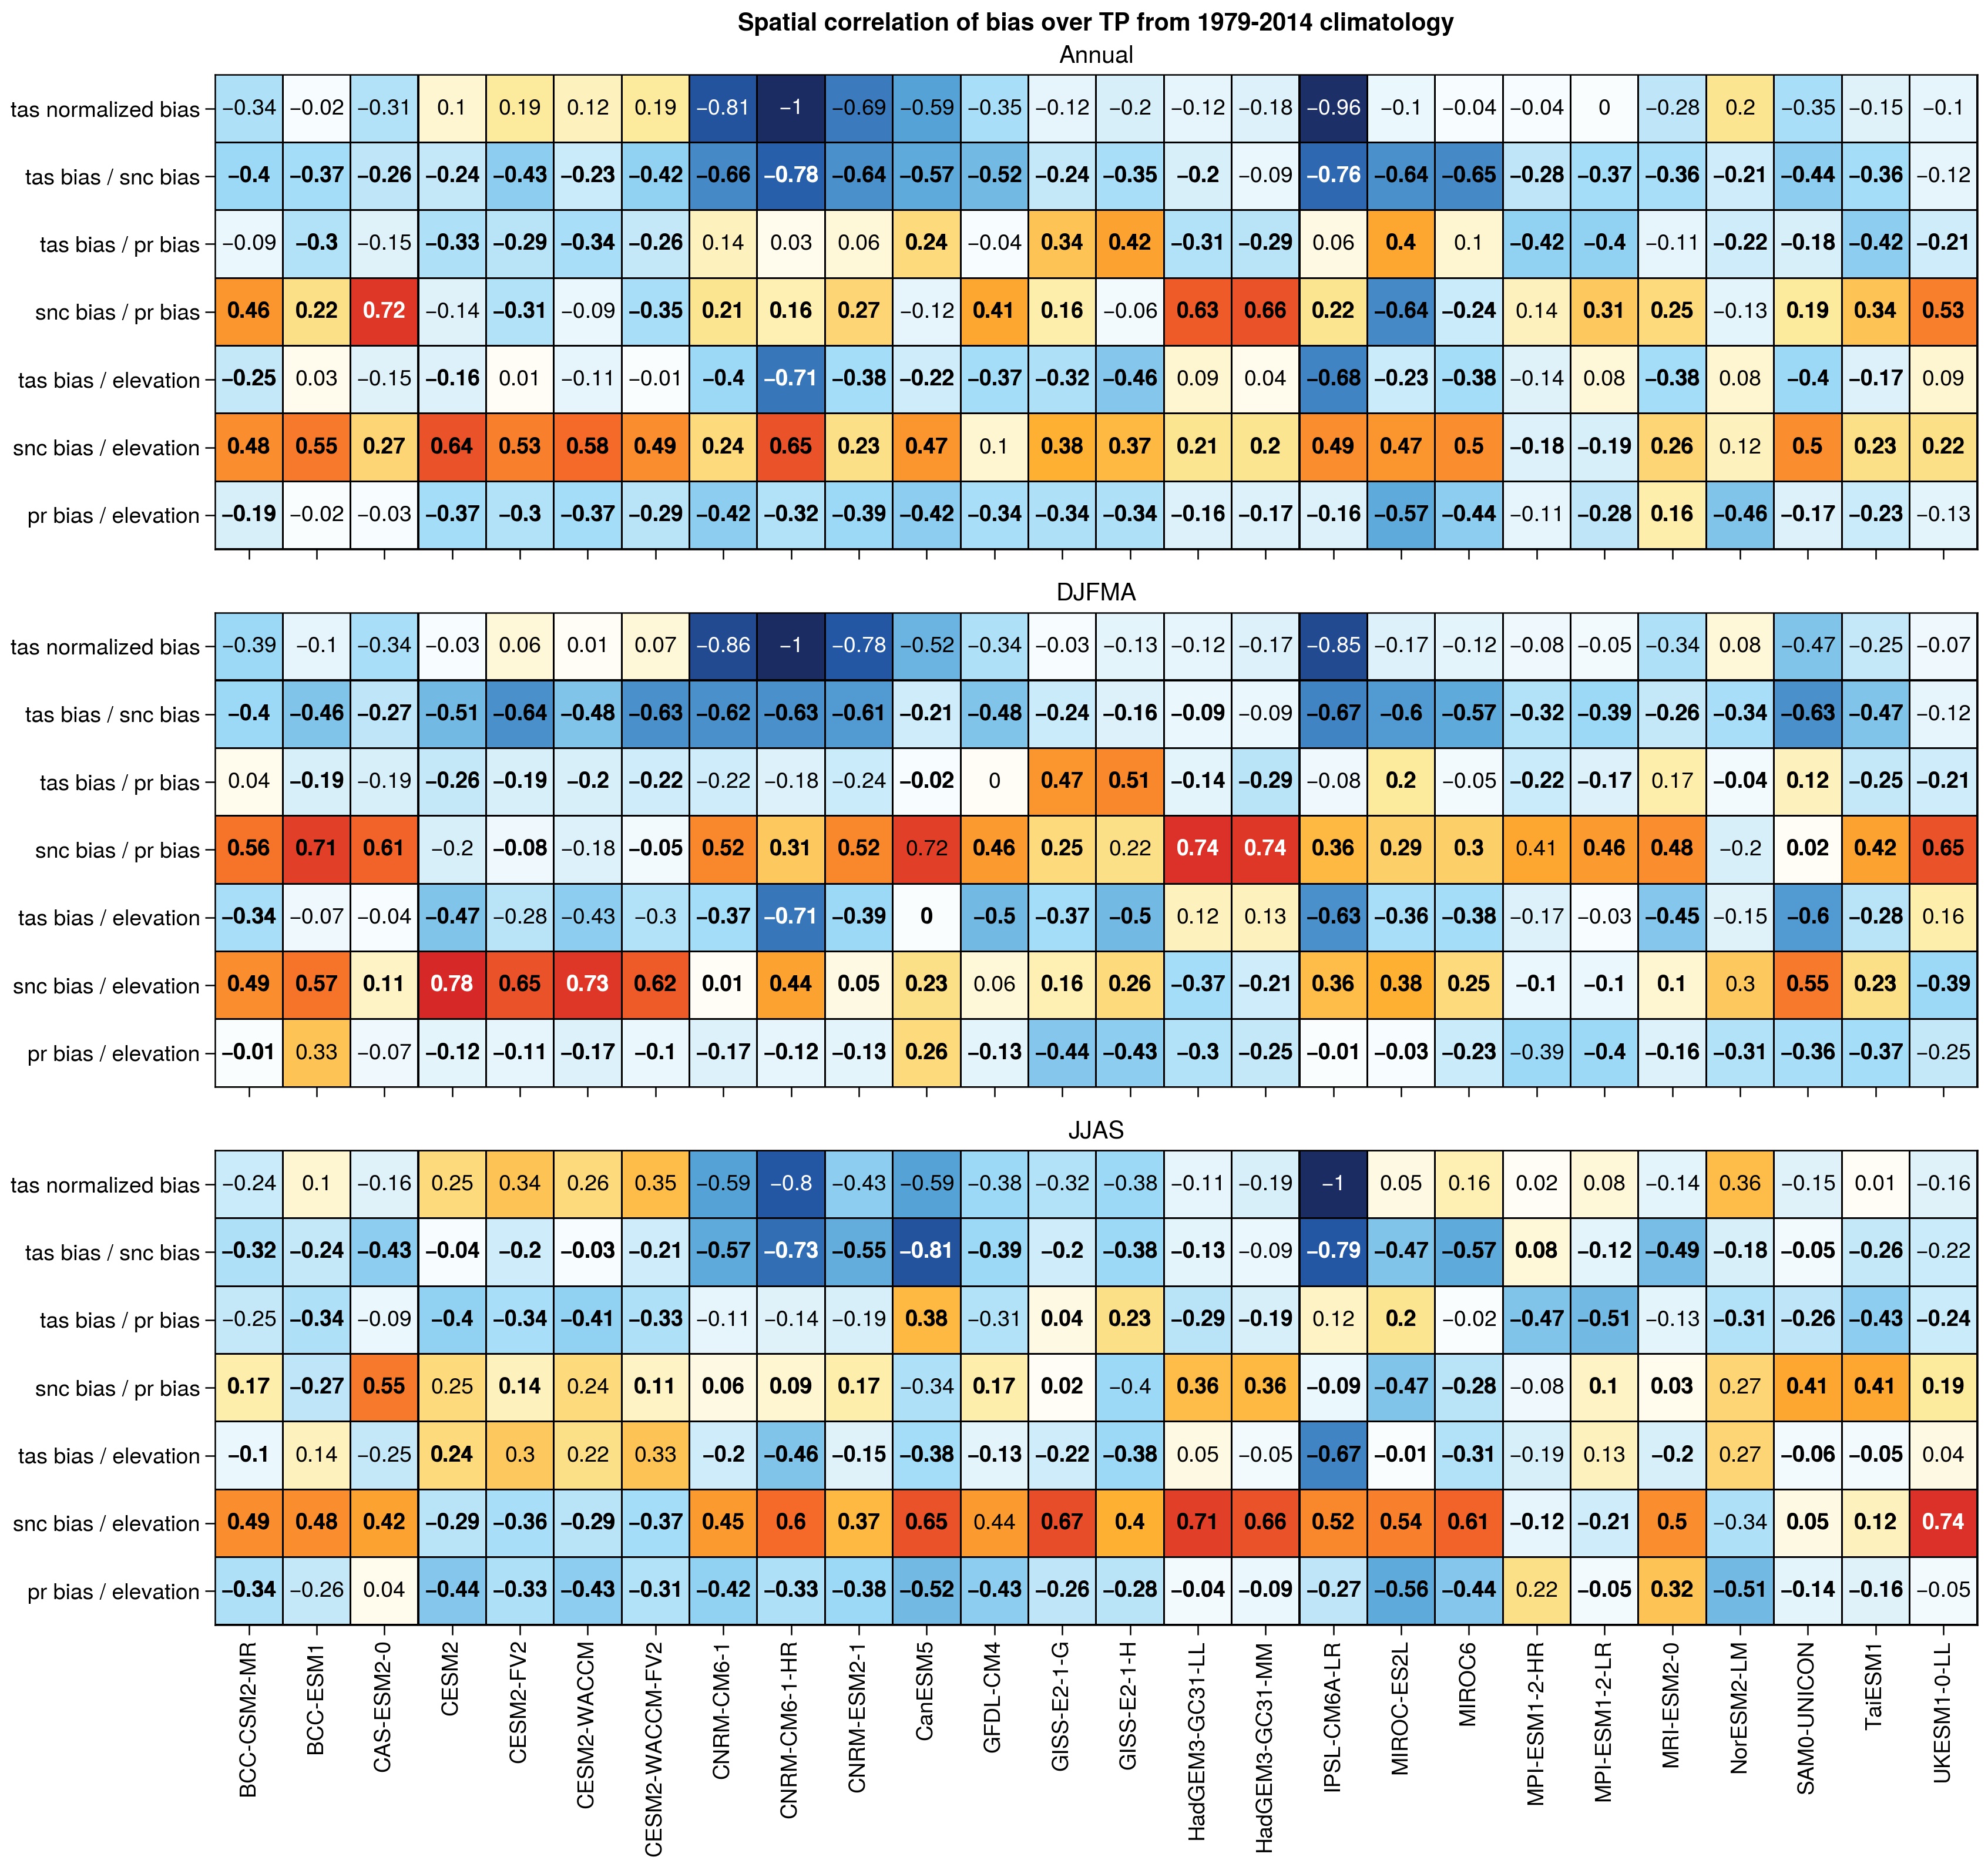 Spatial correlation of bias over TP from 1979-2014 climatology
Annual
tas normalized bias −0.34 −0.02 −0.31 0.1 0.19 0.12 0.19 −0.81 −1 −0.69 −0.59 −0.35 −0.12 −0.2 −0.12 −0.18 −0.96 −0.1 −0.04 −0.04 0 −0.28 0.2 −0.35 −0.15 −0.1
tas bias / snc bias −0.4 −0.37 −0.26 −0.24 −0.43 −0.23 −0.42 −0.66 −0.78 −0.64 −0.57 −0.52 −0.24 −0.35 −0.2 −0.09 −0.76 −0.64 −0.65 −0.28 −0.37 −0.36 −0.21 −0.44 −0.36 −0.12
tas bias / pr bias −0.09 −0.3 −0.15 −0.33 −0.29 −0.34 −0.26 0.14 0.03 0.06 0.24 −0.04 0.34 0.42 −0.31 −0.29 0.06 0.4 0.1 −0.42 −0.4 −0.11 −0.22 −0.18 −0.42 −0.21
snc bias / pr bias 0.46 0.22 0.72 −0.14 −0.31 −0.09 −0.35 0.21 0.16 0.27 −0.12 0.41 0.16 −0.06 0.63 0.66 0.22 −0.64 −0.24 0.14 0.31 0.25 −0.13 0.19 0.34 0.53
tas bias / elevation −0.25 0.03 −0.15 −0.16 0.01 −0.11 −0.01 −0.4 −0.71 −0.38 −0.22 −0.37 −0.32 −0.46 0.09 0.04 −0.68 −0.23 −0.38 −0.14 0.08 −0.38 0.08 −0.4 −0.17 0.09
snc bias / elevation 0.48 0.55 0.27 0.64 0.53 0.58 0.49 0.24 0.65 0.23 0.47 0.1 0.38 0.37 0.21 0.2 0.49 0.47 0.5 −0.18 −0.19 0.26 0.12 0.5 0.23 0.22
pr bias / elevation −0.19 −0.02 −0.03 −0.37 −0.3 −0.37 −0.29 −0.42 −0.32 −0.39 −0.42 −0.34 −0.34 −0.34 −0.16 −0.17 −0.16 −0.57 −0.44 −0.11 −0.28 0.16 −0.46 −0.17 −0.23 −0.13
DJFMA
tas normalized bias −0.39 −0.1 −0.34 −0.03 0.06 0.01 0.07 −0.86 −1 −0.78 −0.52 −0.34 −0.03 −0.13 −0.12 −0.17 −0.85 −0.17 −0.12 −0.08 −0.05 −0.34 0.08 −0.47 −0.25 −0.07
tas bias / snc bias −0.4 −0.46 −0.27 −0.51 −0.64 −0.48 −0.63 −0.62 −0.63 −0.61 −0.21 −0.48 −0.24 −0.16 −0.09 −0.09 −0.67 −0.6 −0.57 −0.32 −0.39 −0.26 −0.34 −0.63 −0.47 −0.12
tas bias / pr bias 0.04 −0.19 −0.19 −0.26 −0.19 −0.2 −0.22 −0.22 −0.18 −0.24 −0.02 0 0.47 0.51 −0.14 −0.29 −0.08 0.2 −0.05 −0.22 −0.17 0.17 −0.04 0.12 −0.25 −0.21
snc bias / pr bias 0.56 0.71 0.61 −0.2 −0.08 −0.18 −0.05 0.52 0.31 0.52 0.72 0.46 0.25 0.22 0.74 0.74 0.36 0.29 0.3 0.41 0.46 0.48 −0.2 0.02 0.42 0.65
tas bias / elevation −0.34 −0.07 −0.04 −0.47 −0.28 −0.43 −0.3 −0.37 −0.71 −0.39 0 −0.5 −0.37 −0.5 0.12 0.13 −0.63 −0.36 −0.38 −0.17 −0.03 −0.45 −0.15 −0.6 −0.28 0.16
snc bias / elevation 0.49 0.57 0.11 0.78 0.65 0.73 0.62 0.01 0.44 0.05 0.23 0.06 0.16 0.26 −0.37 −0.21 0.36 0.38 0.25 −0.1 −0.1 0.1 0.3 0.55 0.23 −0.39
pr bias / elevation −0.01 0.33 −0.07 −0.12 −0.11 −0.17 −0.1 −0.17 −0.12 −0.13 0.26 −0.13 −0.44 −0.43 −0.3 −0.25 −0.01 −0.03 −0.23 −0.39 −0.4 −0.16 −0.31 −0.36 −0.37 −0.25
JJAS
tas normalized bias −0.24 0.1 −0.16 0.25 0.34 0.26 0.35 −0.59 −0.8 −0.43 −0.59 −0.38 −0.32 −0.38 −0.11 −0.19 −1 0.05 0.16 0.02 0.08 −0.14 0.36 −0.15 0.01 −0.16
tas bias / snc bias −0.32 −0.24 −0.43 −0.04 −0.2 −0.03 −0.21 −0.57 −0.73 −0.55 −0.81 −0.39 −0.2 −0.38 −0.13 −0.09 −0.79 −0.47 −0.57 0.08 −0.12 −0.49 −0.18 −0.05 −0.26 −0.22
tas bias / pr bias −0.25 −0.34 −0.09 −0.4 −0.34 −0.41 −0.33 −0.11 −0.14 −0.19 0.38 −0.31 0.04 0.23 −0.29 −0.19 0.12 0.2 −0.02 −0.47 −0.51 −0.13 −0.31 −0.26 −0.43 −0.24
snc bias / pr bias 0.17 −0.27 0.55 0.25 0.14 0.24 0.11 0.06 0.09 0.17 −0.34 0.17 0.02 −0.4 0.36 0.36 −0.09 −0.47 −0.28 −0.08 0.1 0.03 0.27 0.41 0.41 0.19
tas bias / elevation −0.1 0.14 −0.25 0.24 0.3 0.22 0.33 −0.2 −0.46 −0.15 −0.38 −0.13 −0.22 −0.38 0.05 −0.05 −0.67 −0.01 −0.31 −0.19 0.13 −0.2 0.27 −0.06 −0.05 0.04
snc bias / elevation 0.49 0.48 0.42 −0.29 −0.36 −0.29 −0.37 0.45 0.6 0.37 0.65 0.44 0.67 0.4 0.71 0.66 0.52 0.54 0.61 −0.12 −0.21 0.5 −0.34 0.05 0.12 0.74
pr bias / elevation −0.34 −0.26 0.04 −0.44 −0.33 −0.43 −0.31 −0.42 −0.33 −0.38 −0.52 −0.43 −0.26 −0.28 −0.04 −0.09 −0.27 −0.56 −0.44 0.22 −0.05 0.32 −0.51 −0.14 −0.16 −0.05
BCC-CSM2-MR
BCC-ESM1
CAS-ESM2-0
CESM2
CESM2-FV2
CESM2-WACCM
CESM2-WACCM-FV2
CNRM-CM6-1
CNRM-CM6-1-HR
CNRM-ESM2-1
CanESM5
GFDL-CM4
GISS-E2-1-G
GISS-E2-1-H
HadGEM3-GC31-LL
HadGEM3-GC31-MM
IPSL-CM6A-LR
MIROC-ES2L
MIROC6
MPI-ESM1-2-HR
MPI-ESM1-2-LR
MRI-ESM2-0
NorESM2-LM
SAM0-UNICON
TaiESM1
UKESM1-0-LL